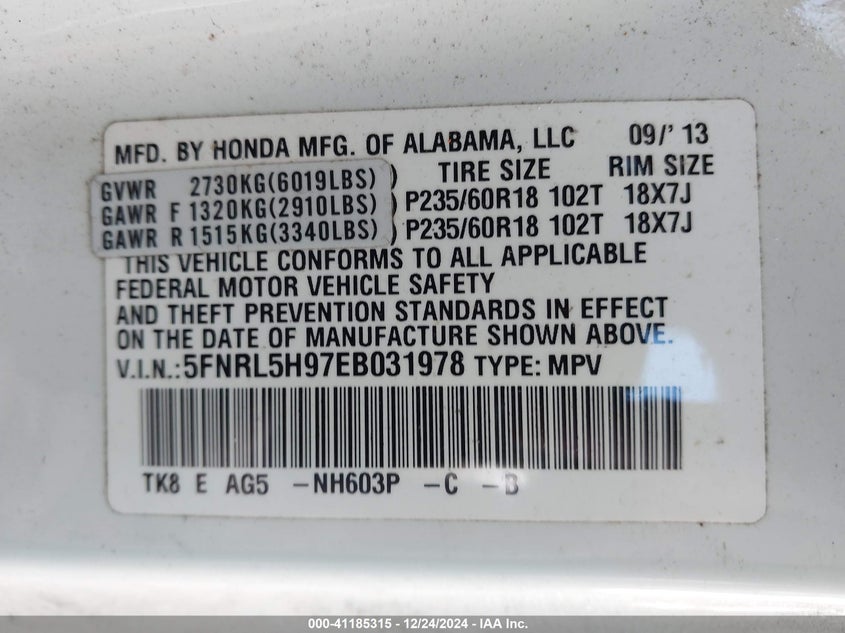 MFD. BY HONDA MFG. OF ALABAMA, LLC 09/' 13
TIRE SIZE RIM SIZE
GVWR 2730KG(6019LBS)
GAWR F 1320KG(2910LBS) ) P235/60R18 102T 18X7J
GAWR R 1515KG(3340LBS) ) P235/60R18 102T 18X7J
THIS VEHICLE CONFORMS TO ALL APPLICABLE
FEDERAL MOTOR VEHICLE SAFETY
AND THEFT PREVENTION STANDARDS IN EFFECT
ON THE DATE OF MANUFACTURE SHOWN ABOVE.
V.I.N.:5FNRL5H97EB031978 TYPE: MPV
TK8 E AG5 -NH603P -C -B
000-41185315 - 12/24/2024 - IAA Inc.